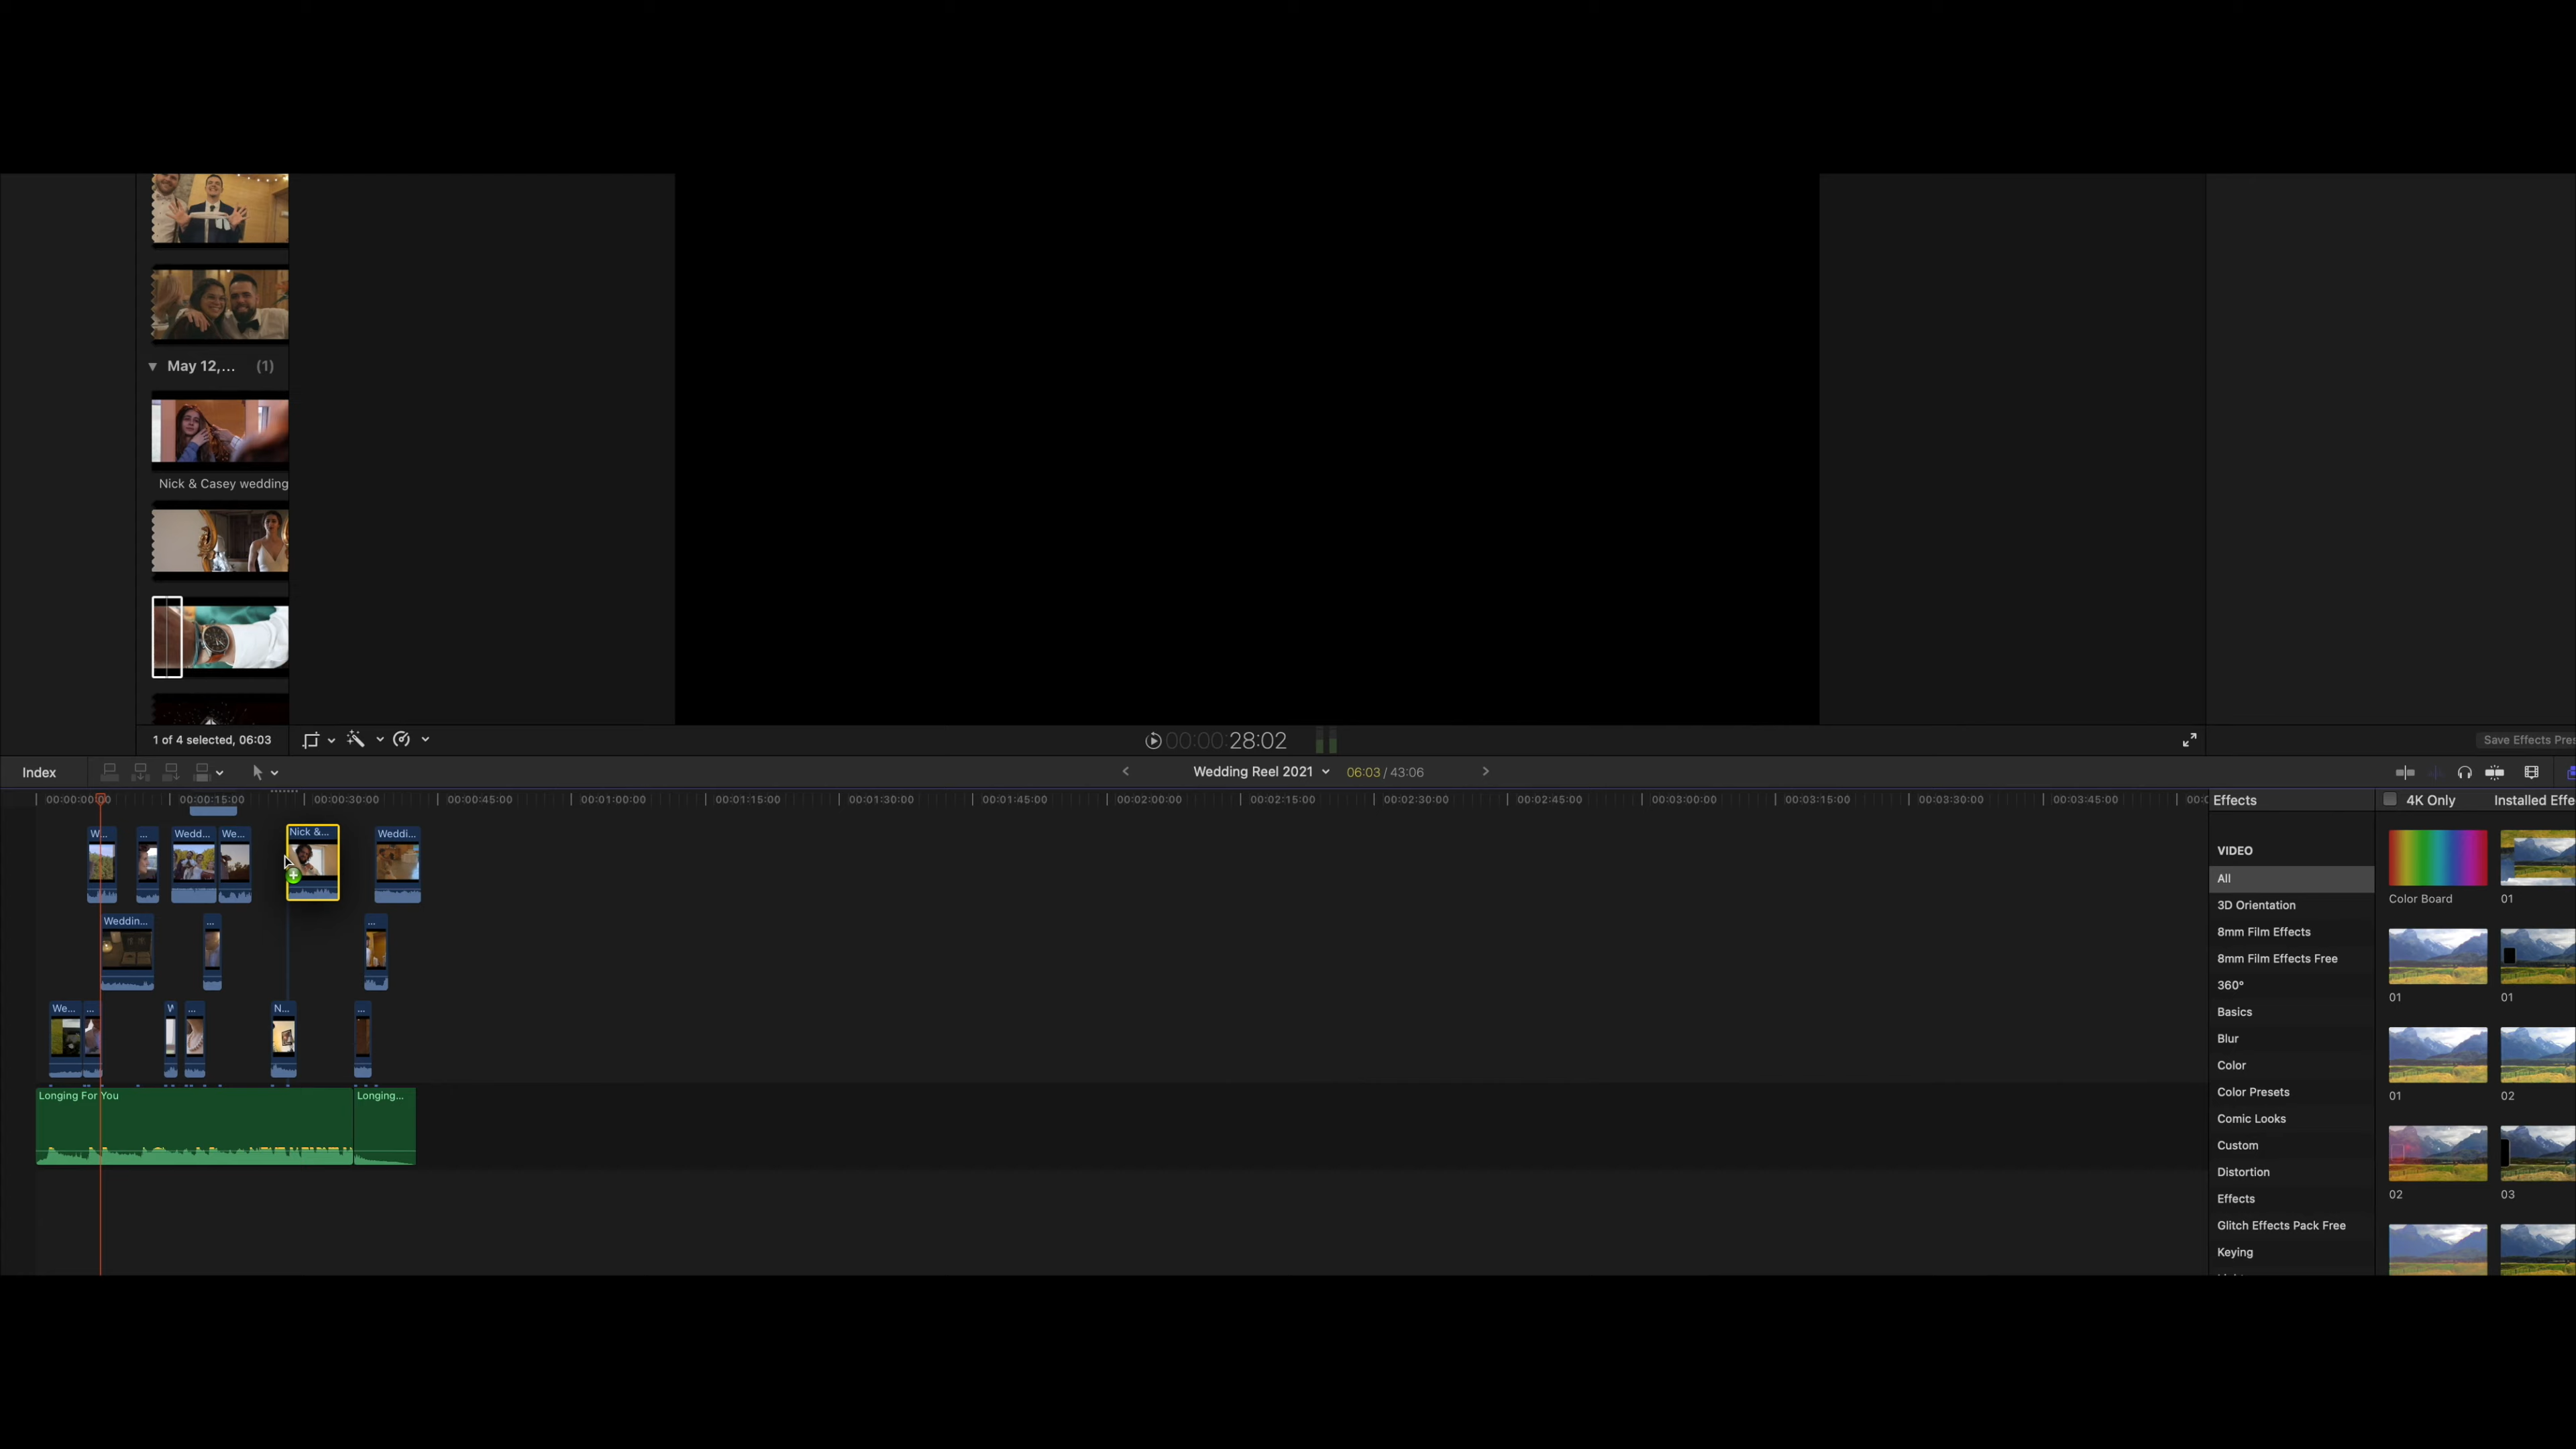 May 12,... (1)
Nick & Casey wedding
1 of 4 selected, 06:03
00:00:00:28:02
Save Effects Pres
Index
Wedding Reel 2021
06:03 / 43:06
00:00:00:00
00:00:15:00
00:00:30:00
00:00:45:00
00:01:00:00
00:01:15:00
00:01:30:00
00:01:45:00
00:02:00:00
00:02:15:00
00:02:30:00
00:02:45:00
00:03:00:00
00:03:15:00
00:03:30:00
00:03:45:00
Effects
4K Only
Installed Effe
W...
...
Wedd...
We...
Nick &...
Weddi...
VIDEO
All
3D Orientation
8mm Film Effects
8mm Film Effects Free
360°
Basics
Blur
Color
Color Presets
Comic Looks
Custom
Distortion
Effects
Glitch Effects Pack Free
Keying
Color Board
01
01
01
01
02
02
03
Weddin...
...
...
We...
...
W
...
N...
...
Longing For You
Longing...